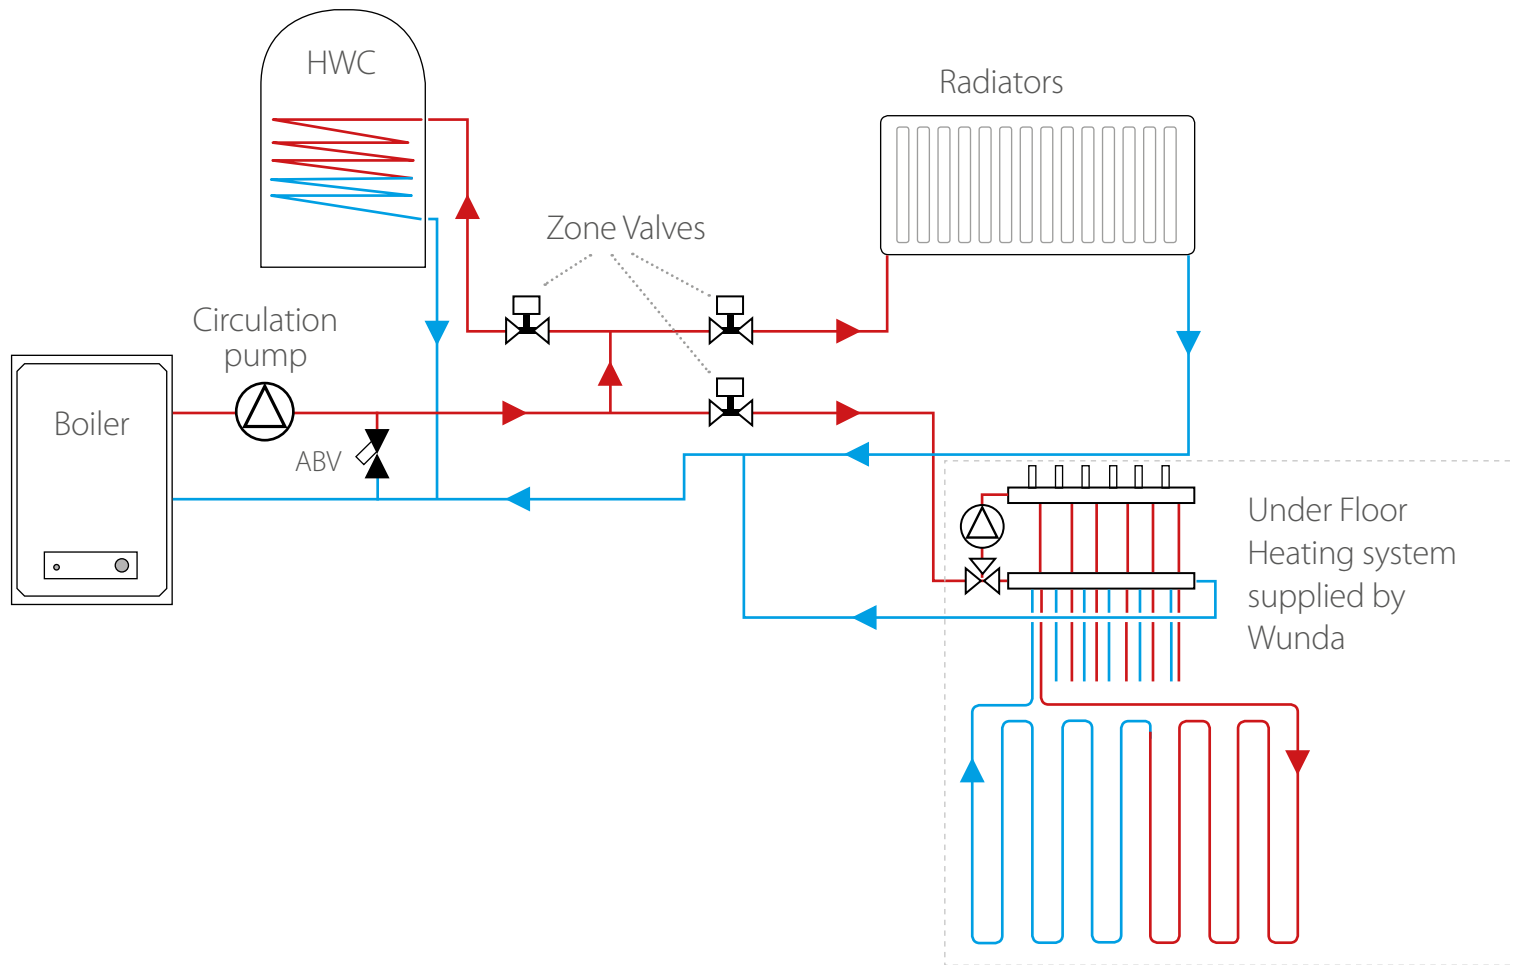 HWC
Radiators
Zone Valves
Circulation
pump
Boiler
ABV
Under Floor
Heating system
supplied by
Wunda